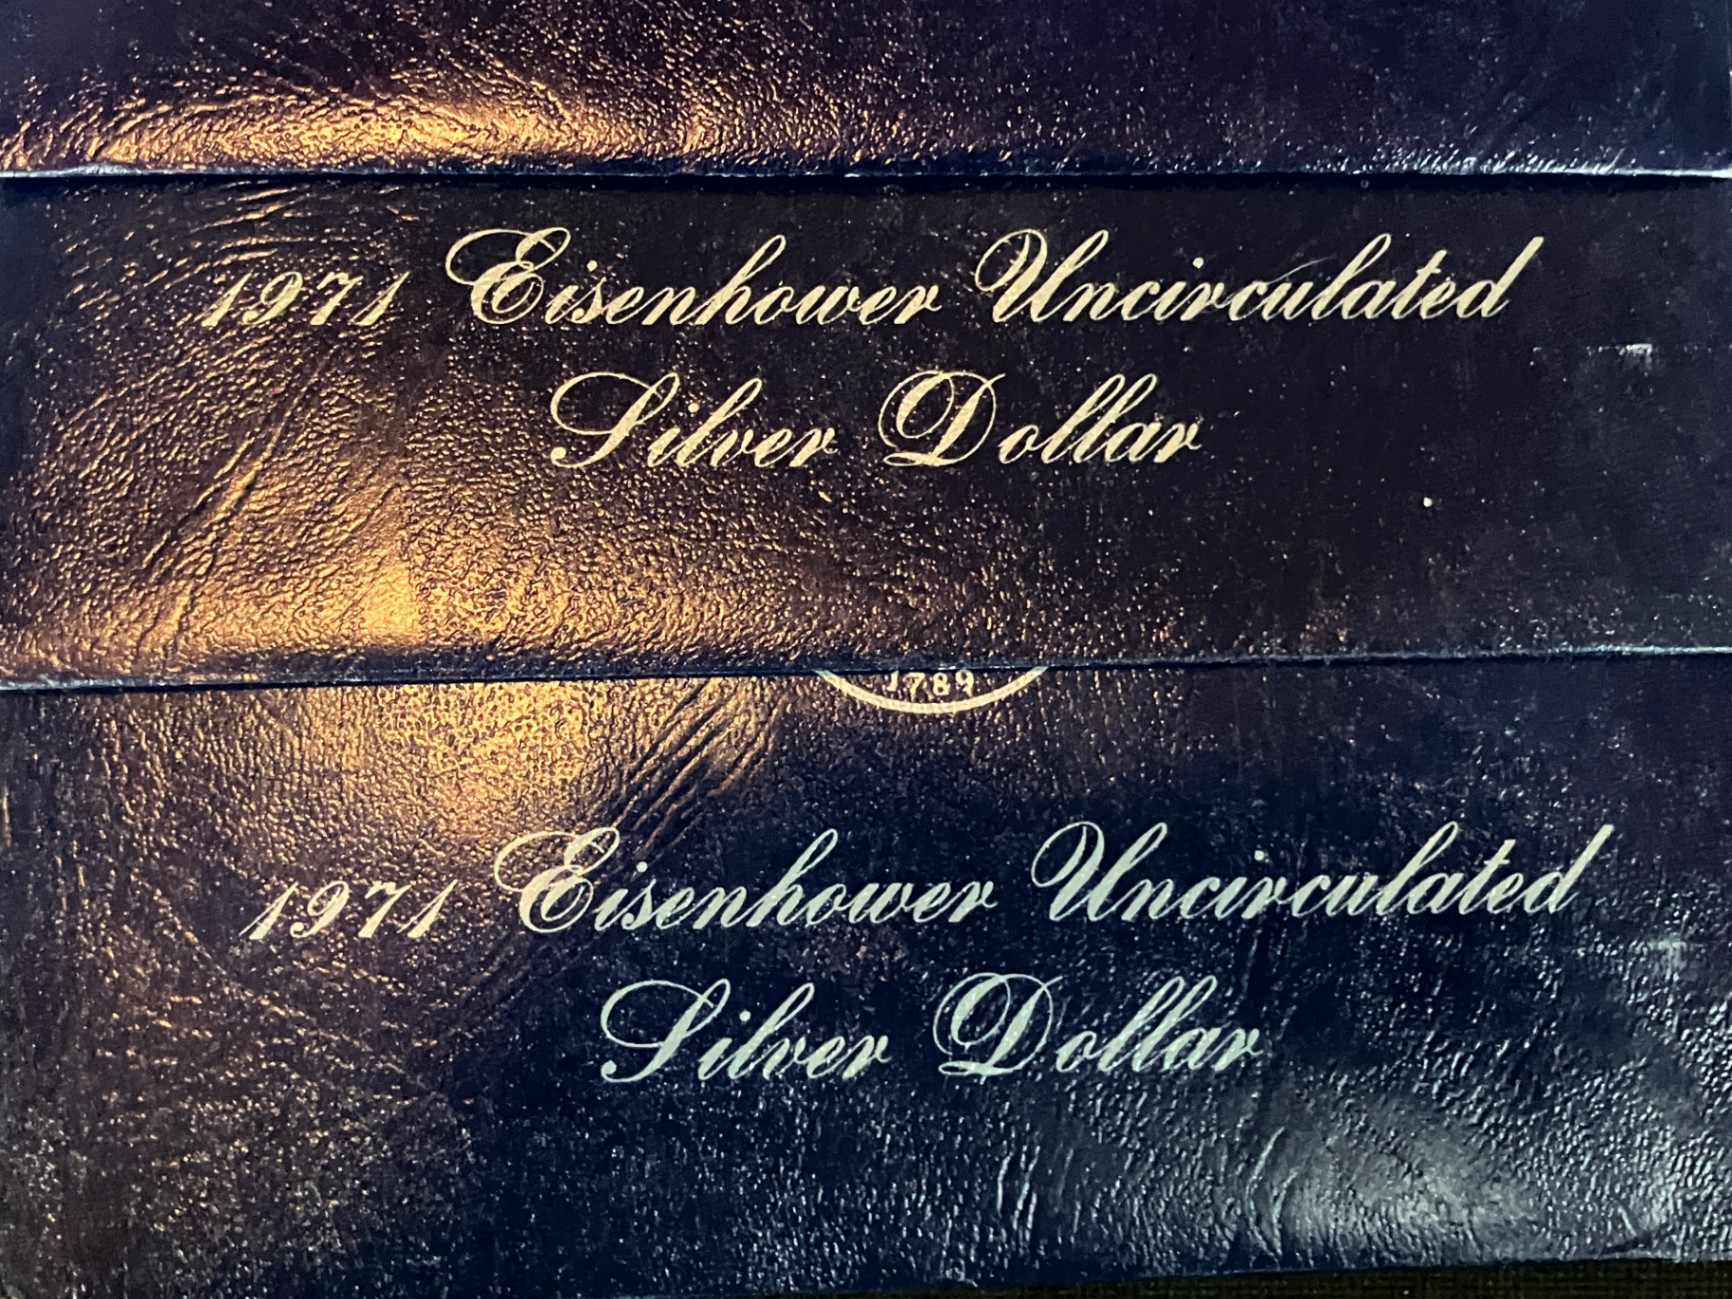 1971 Eisenhower Uncirculated
Silver Dollar
1789
1971 Eisenhower Uncirculated
Silver Dollar